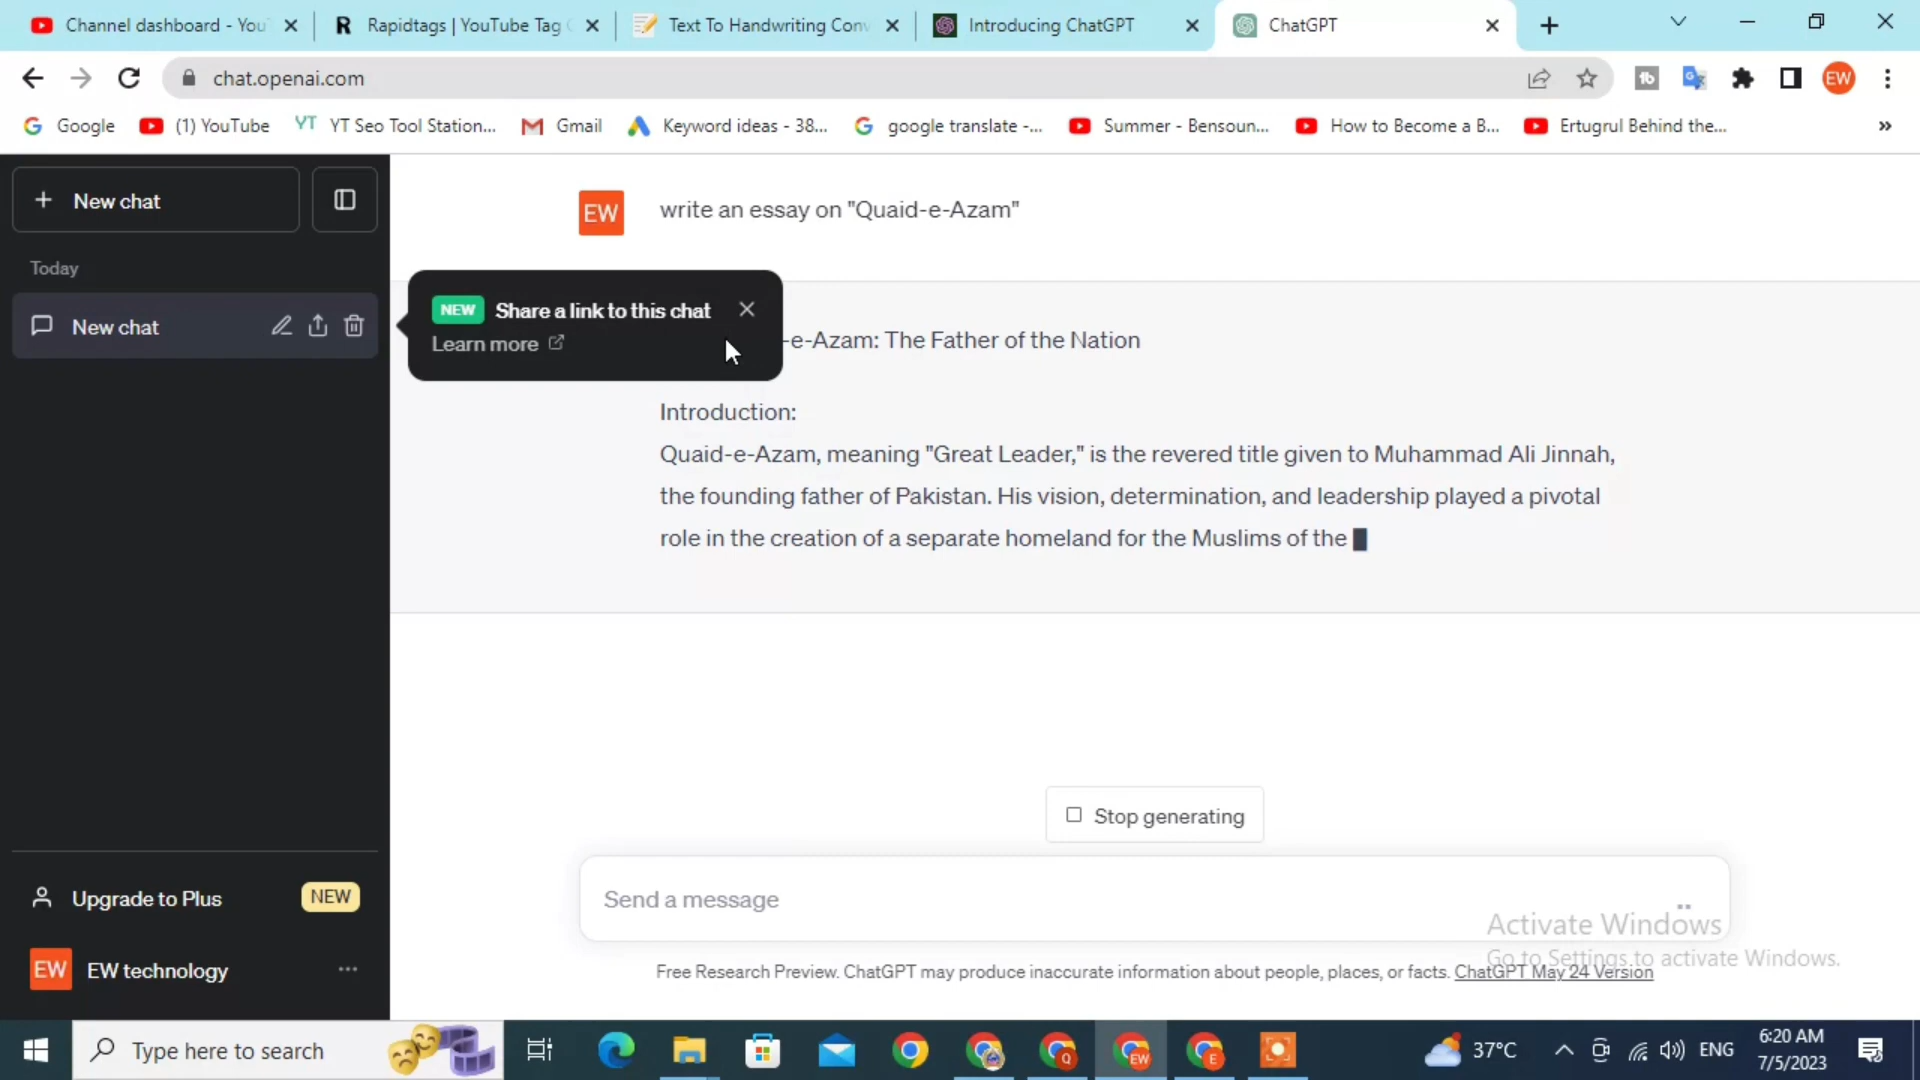 Channel dashboard - You
Rapidtags | YouTube Tag
Text To Handwriting Conv
Introducing ChatGPT
ChatGPT
chat.openai.com
EW
Google
(1) YouTube
YT YT Seo Tool Station...
Gmail
Keyword ideas - 38...
google translate -...
Summer - Bensoun...
How to Become a B...
Ertugrul Behind the...
New chat
Today
New chat
NEW Share a link to this chat
Learn more
EW
write an essay on "Quaid-e-Azam"
-e-Azam: The Father of the Nation
Introduction:
Quaid-e-Azam, meaning "Great Leader," is the revered title given to Muhammad Ali Jinnah,
the founding father of Pakistan. His vision, determination, and leadership played a pivotal
role in the creation of a separate homeland for the Muslims of the
Stop generating
Send a message
Upgrade to Plus NEW
EW EW technology
Activate Windows
Go to Settings to activate Windows.
Free Research Preview. ChatGPT may produce inaccurate information about people, places, or facts. ChatGPT May 24 Version
Type here to search
Q
EW
E
37°C
ENG
6:20 AM
7/5/2023